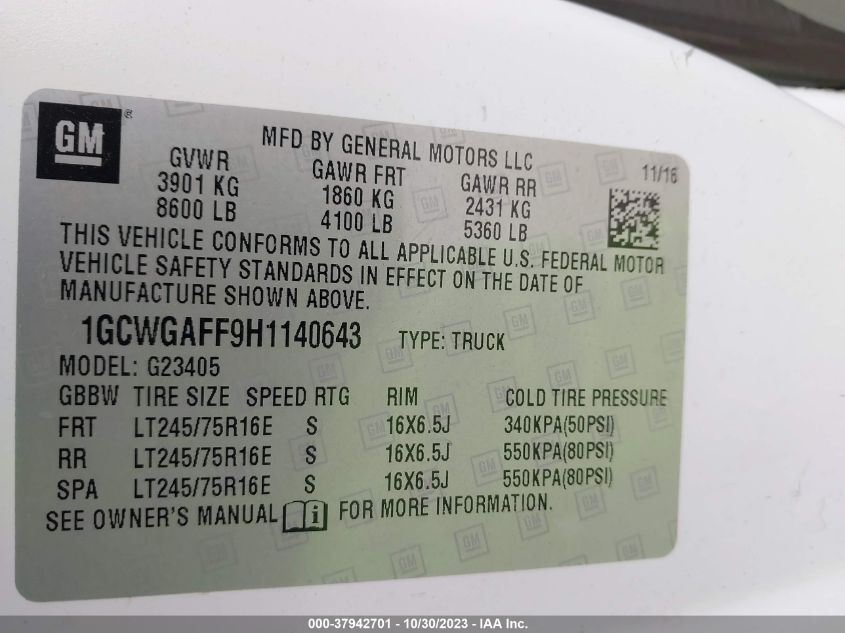 GM ®
MFD BY GENERAL MOTORS LLC
11/16
GVWR GAWR FRT GAWR RR
3901 KG 1860 KG 2431 KG
8600 LB 4100 LB 5360 LB
THIS VEHICLE CONFORMS TO ALL APPLICABLE U.S. FEDERAL MOTOR
VEHICLE SAFETY STANDARDS IN EFFECT ON THE DATE OF
MANUFACTURE SHOWN ABOVE.
1GCWGAFF9H1140643 TYPE: TRUCK
MODEL: G23405
GBBW TIRE SIZE SPEED RTG RIM COLD TIRE PRESSURE
FRT LT245/75R16E S 16X6.5J 340KPA(50PSI)
RR LT245/75R16E S 16X6.5J 550KPA(80PSI)
SPA LT245/75R16E S 16X6.5J 550KPA(80PSI)
SEE OWNER'S MANUAL i FOR MORE INFORMATION.
000-37942701 - 10/30/2023 - IAA Inc.